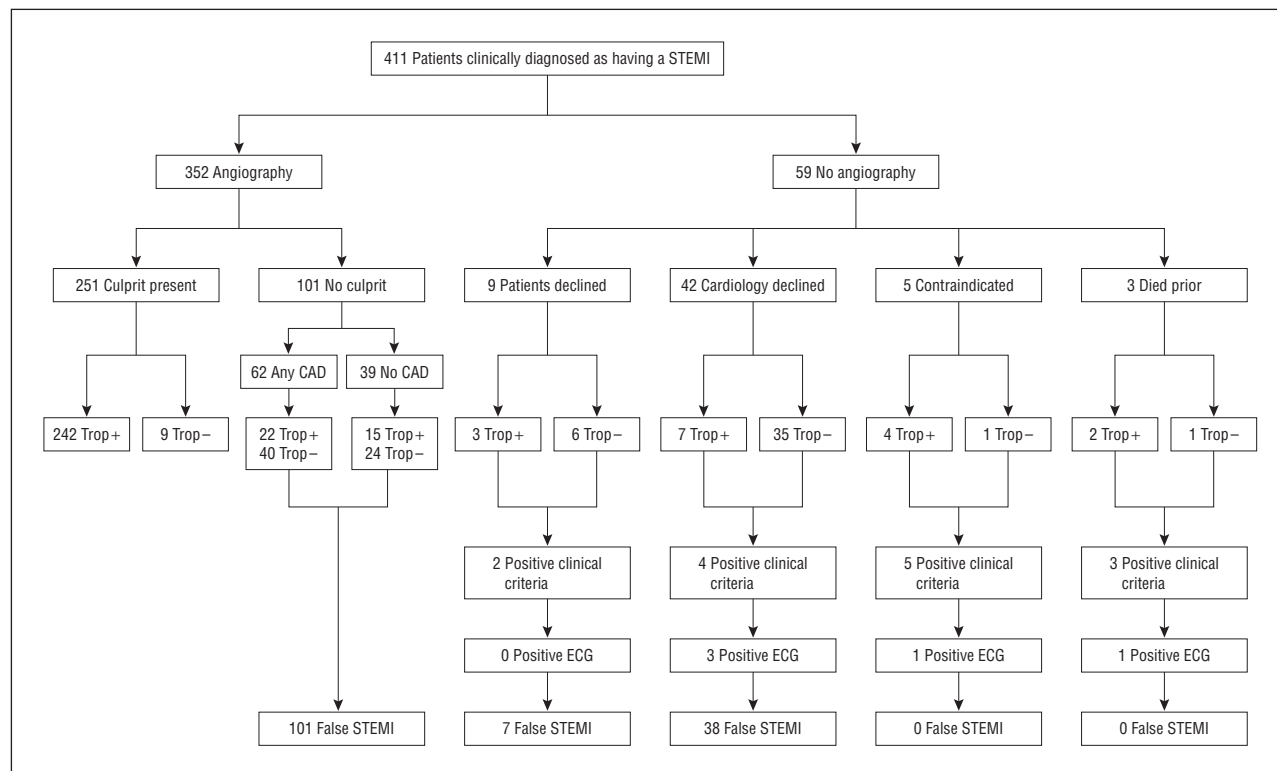 411 Patients clinically diagnosed as having a STEMI
352 Angiography
59 No angiography
251 Culprit present
101 No culprit
9 Patients declined
42 Cardiology declined
5 Contraindicated
3 Died prior
62 Any CAD
39 No CAD
242 Trop+
9 Trop−
22 Trop+
40 Trop−
15 Trop+
24 Trop−
3 Trop+
6 Trop−
7 Trop+
35 Trop−
4 Trop+
1 Trop−
2 Trop+
1 Trop−
2 Positive clinical
criteria
4 Positive clinical
criteria
5 Positive clinical
criteria
3 Positive clinical
criteria
0 Positive ECG
3 Positive ECG
1 Positive ECG
1 Positive ECG
101 False STEMI
7 False STEMI
38 False STEMI
0 False STEMI
0 False STEMI